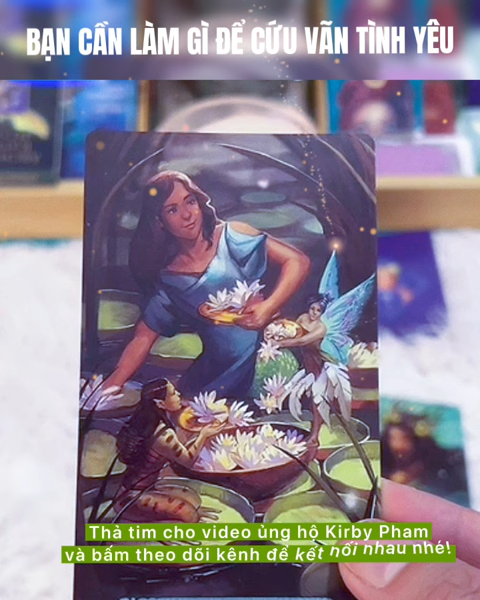 BẠN CẦN LÀM GÌ ĐỂ CỨU VÃN TÌNH YÊU
Thả tim cho video ủng hộ Kirby Pham
và bấm theo dõi kênh để kết nối nhau nhé!